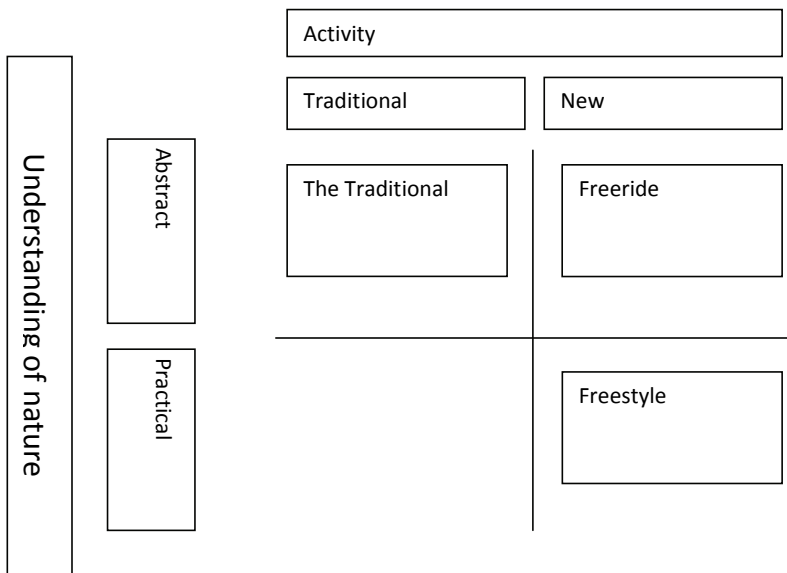 Activity
Traditional
New
Understanding of nature
Abstract
The Traditional
Freeride
Practical
Freestyle